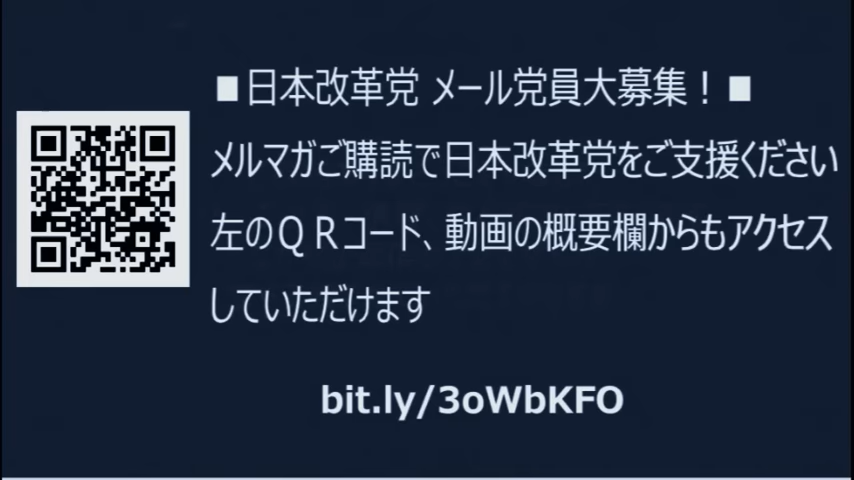 ■日本改革党 メール党員大募集！■
メルマガご購読で日本改革党をご支援ください
左のＱＲコード、動画の概要欄からもアクセス
していただけます
bit.ly/3oWbKFO